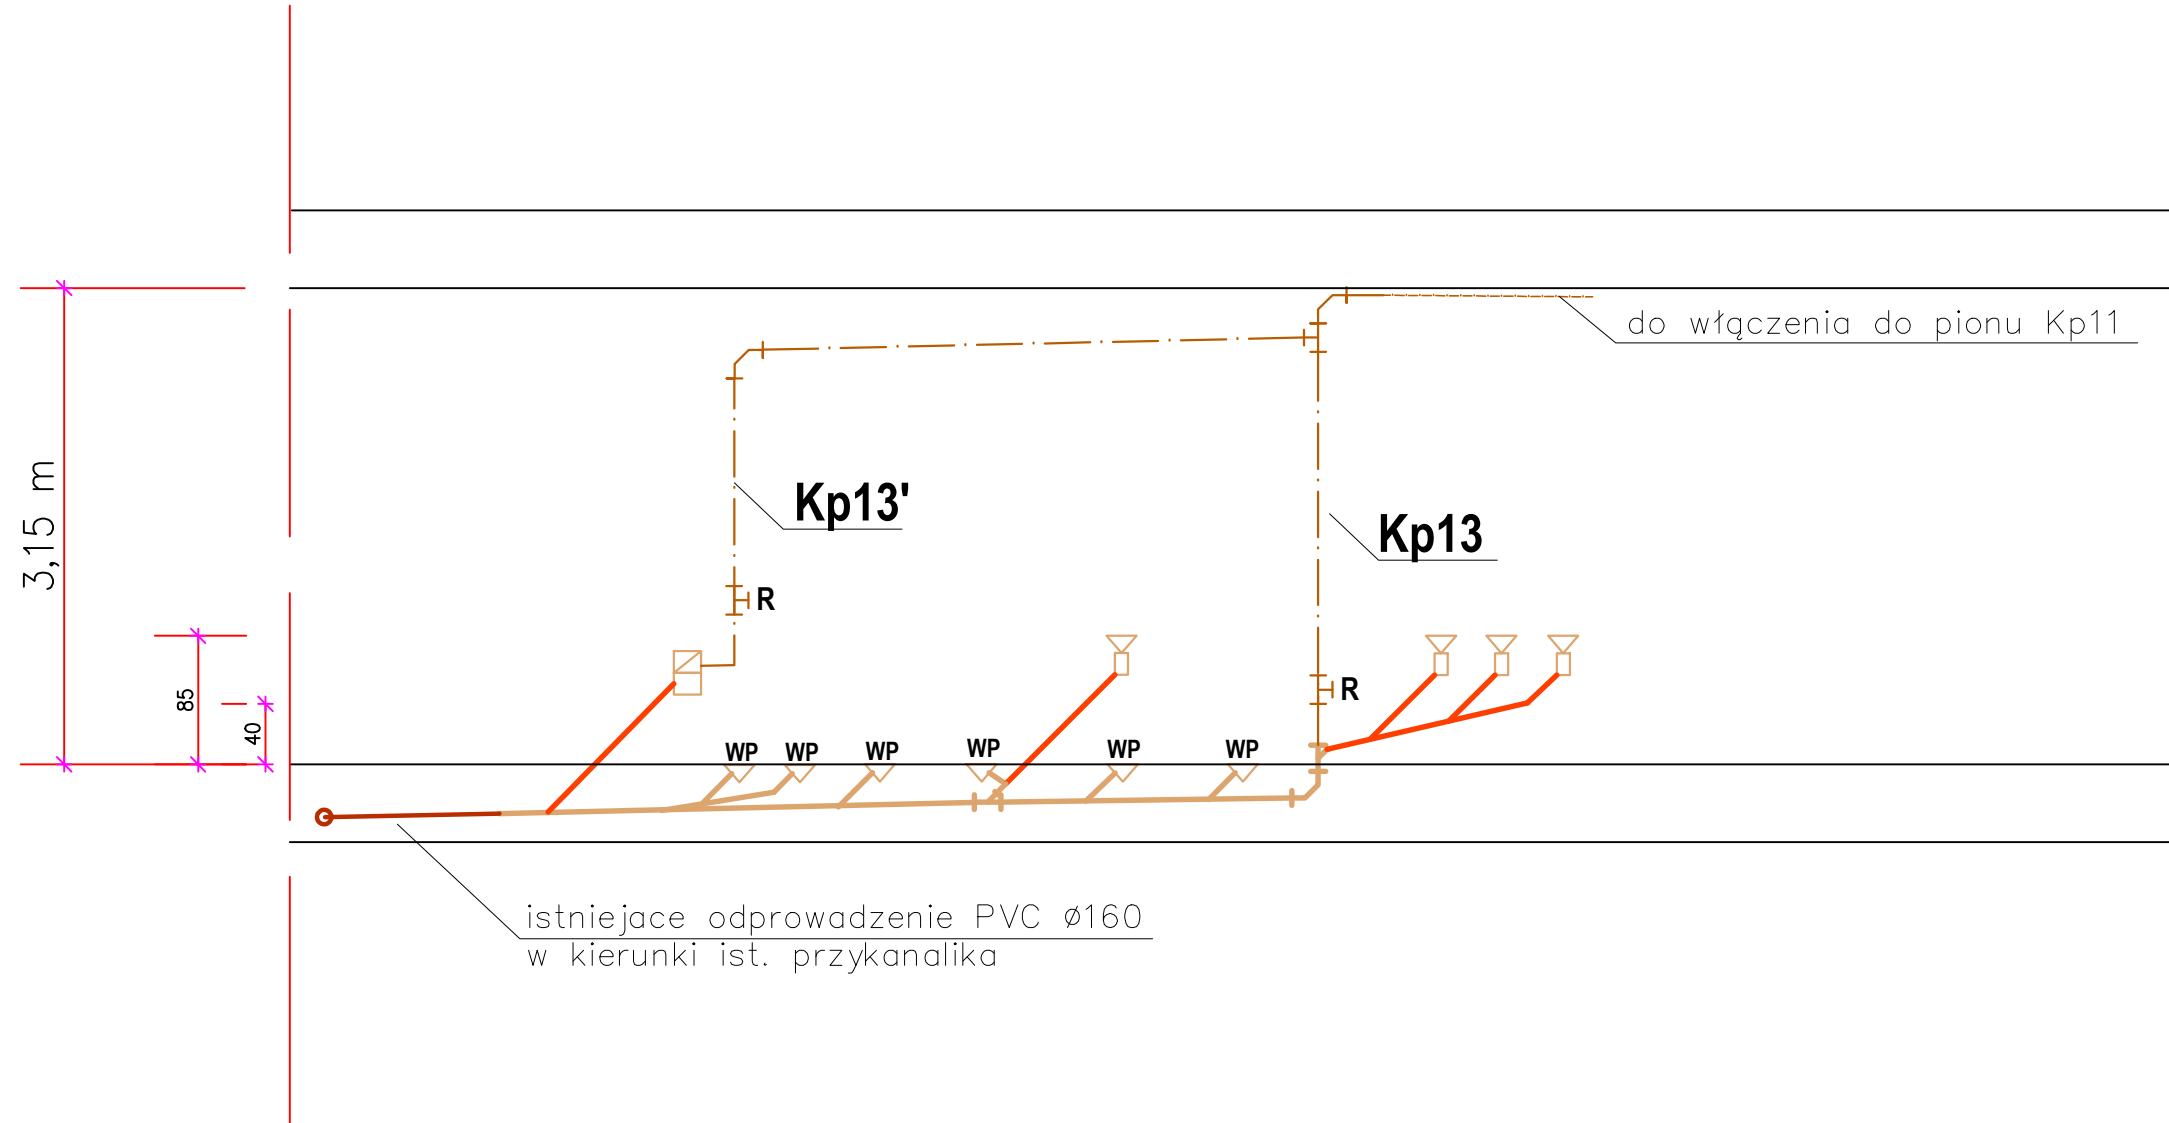 do włączenia do pionu Kp11
3,15 m
Kp13'
Kp13
R
R
85
40
WP
WP
WP
WP
WP
WP
istniejace odprowadzenie PVC ø160
w kierunki ist. przykanalika